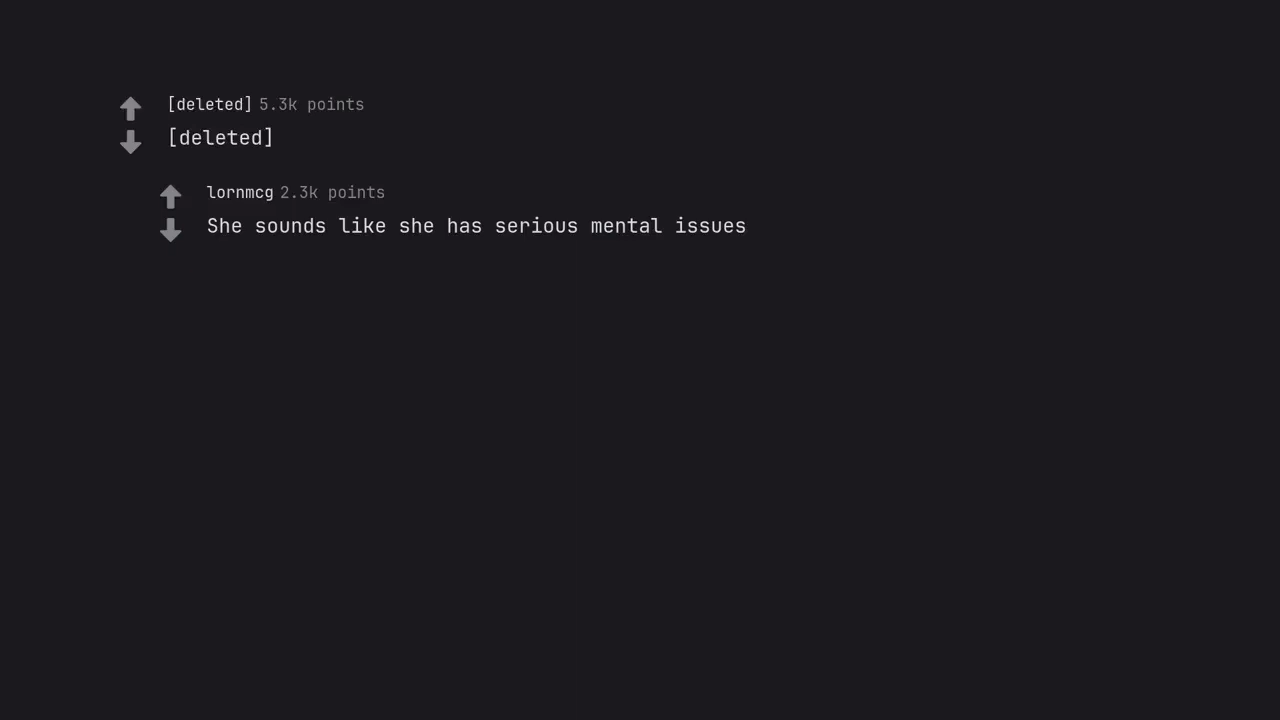 [deleted] 5.3k points
[deleted]
lornmcg 2.3k points
She sounds like she has serious mental issues